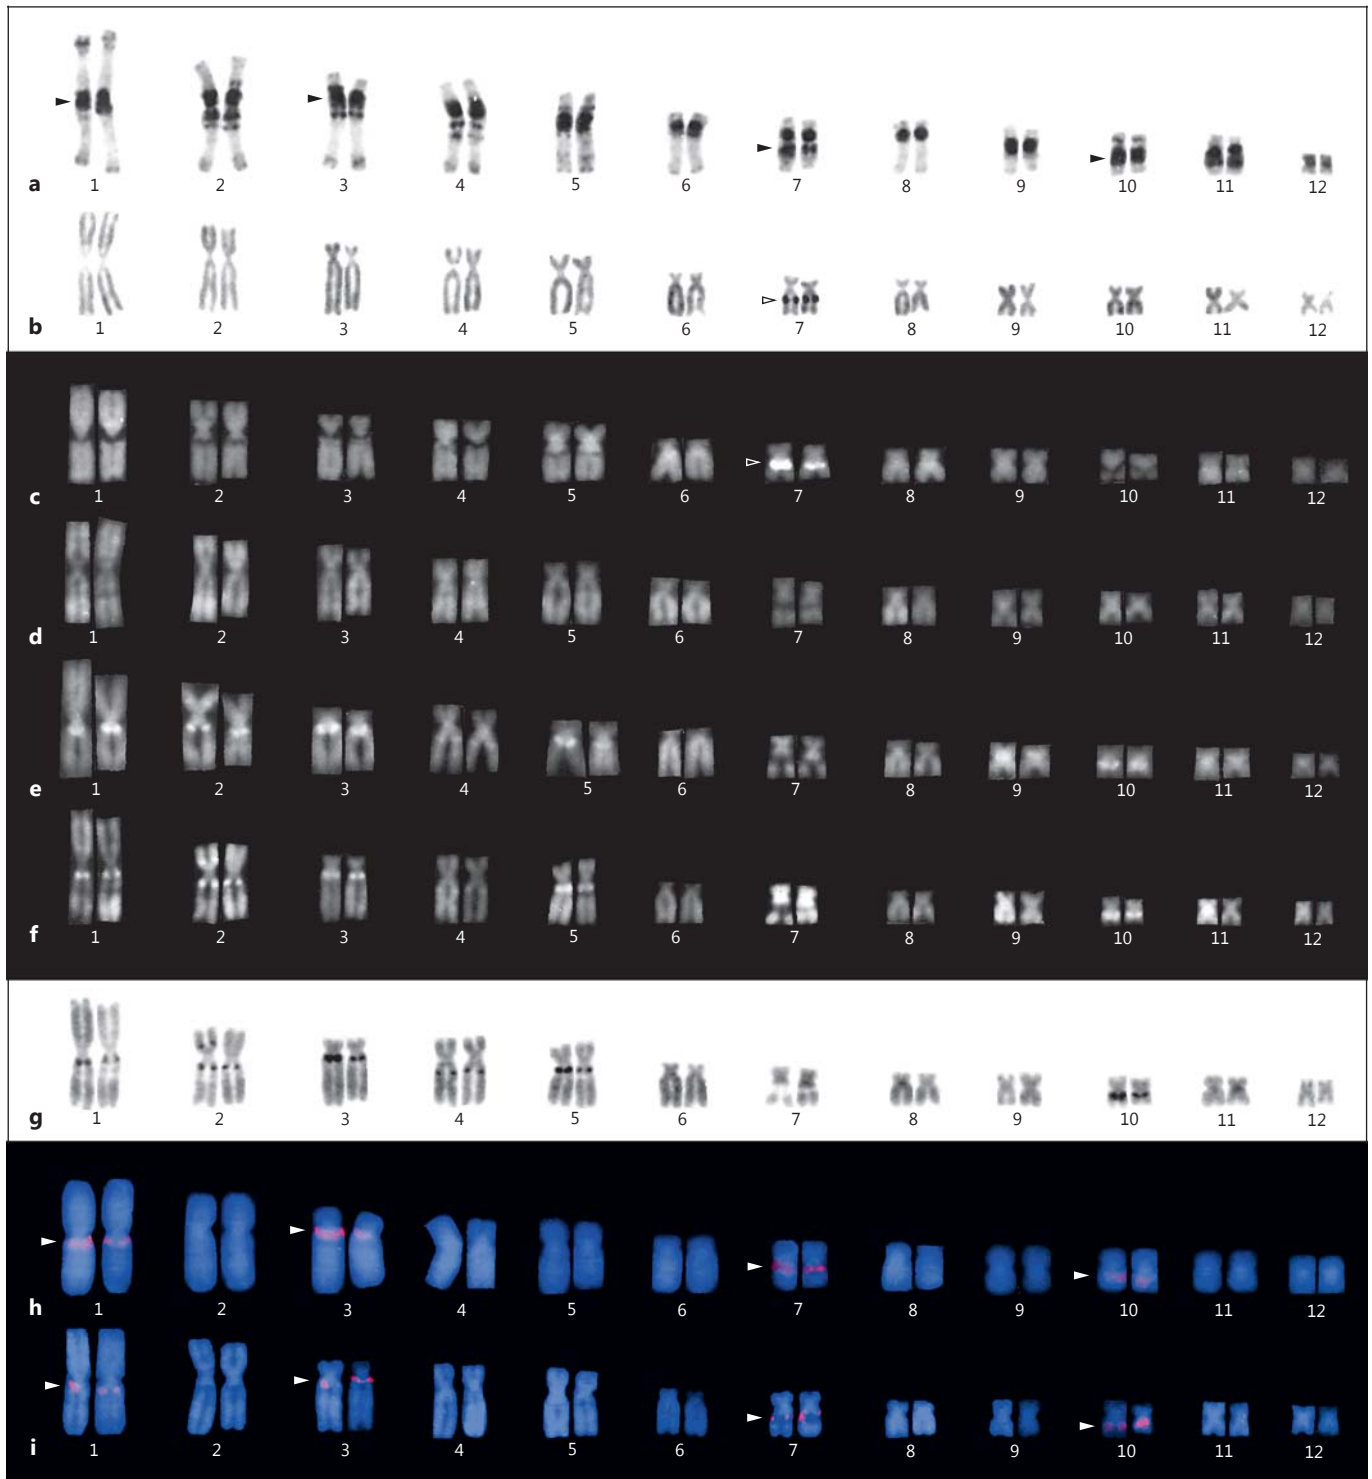 a 1 2 3 4 5 6 7 8 9 10 11 12
b 1 2 3 4 5 6 7 8 9 10 11 12
c 1 2 3 4 5 6 7 8 9 10 11 12
d 1 2 3 4 5 6 7 8 9 10 11 12
e 1 2 3 4 5 6 7 8 9 10 11 12
f 1 2 3 4 5 6 7 8 9 10 11 12
g 1 2 3 4 5 6 7 8 9 10 11 12
h 1 2 3 4 5 6 7 8 9 10 11 12
i 1 2 3 4 5 6 7 8 9 10 11 12